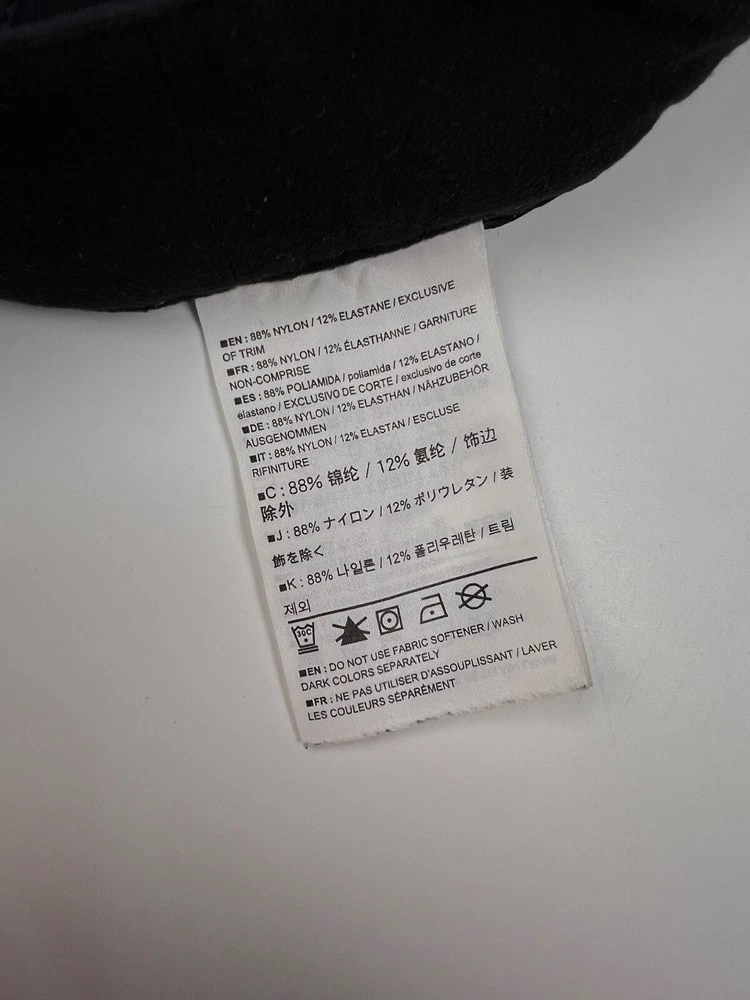 ■EN : 88% NYLON / 12% ELASTANE / EXCLUSIVE
OF TRIM
■FR : 88% NYLON / 12% ÉLASTHANNE / GARNITURE
NON-COMPRISE
■ES : 88% POLIAMIDA / poliamida / 12% ELASTANO /
elastano / EXCLUSIVO DE CORTE / exclusivo de corte
■DE : 88% NYLON / 12% ELASTHAN / NÄHZUBEHÖR
AUSGENOMMEN
■IT : 88% NYLON / 12% ELASTAN / ESCLUSE
RIFINITURE
■C : 88% 锦纶 / 12% 氨纶 / 饰边
除外
■J : 88% ナイロン / 12% ポリウレタン / 装
飾を除く
■K : 88% 나일론 / 12% 폴리우레탄 / 트림
제외
30C
■EN : DO NOT USE FABRIC SOFTENER / WASH
DARK COLORS SEPARATELY
■FR : NE PAS UTILISER D'ASSOUPLISSANT / LAVER
LES COULEURS SÉPARÉMENT